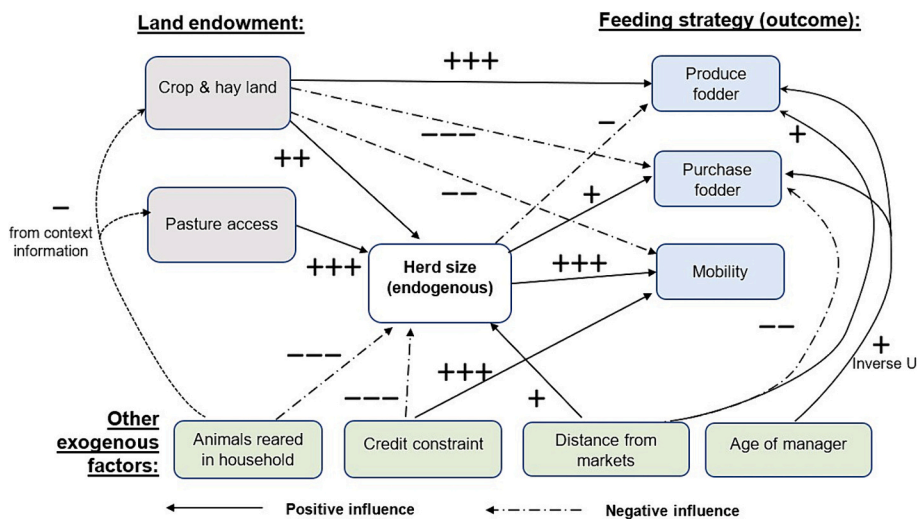 Land endowment:
Feeding strategy (outcome):
Crop & hay land
+++
Produce
fodder
−
+
−−−
++
−−
Purchase
fodder
+
−
from context
information
Pasture access
+++
Herd size
(endogenous)
+++
Mobility
−−−
−−−
+++
+
−−
+
Inverse U
Other
exogenous
factors:
Animals reared
in household
Credit constraint
Distance from
markets
Age of manager
Positive influence
Negative influence